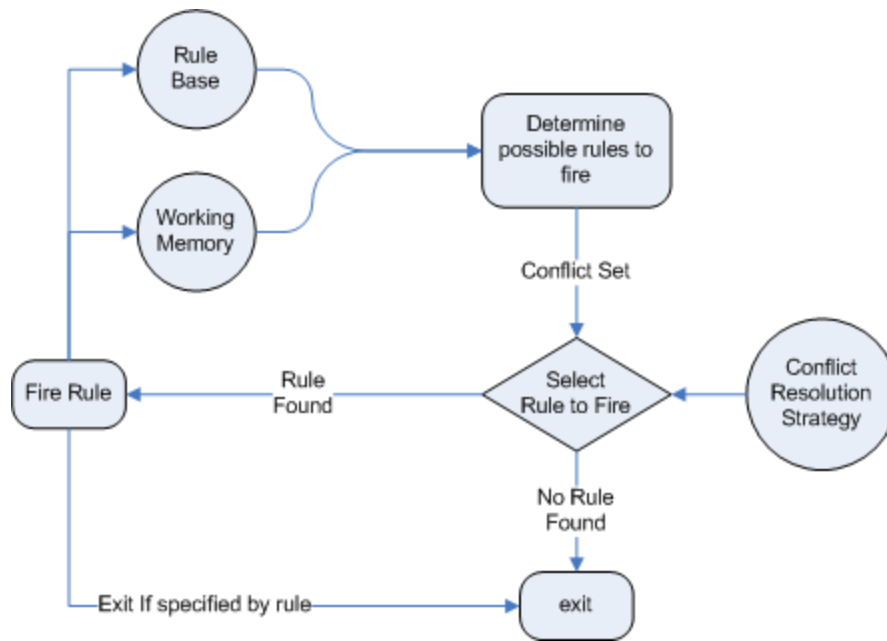 Rule
Base
Determine
possible rules to
fire
Working
Memory
Conflict Set
Conflict
Resolution
Strategy
Select
Rule to Fire
Rule
Found
Fire Rule
No Rule
Found
Exit If specified by rule
exit